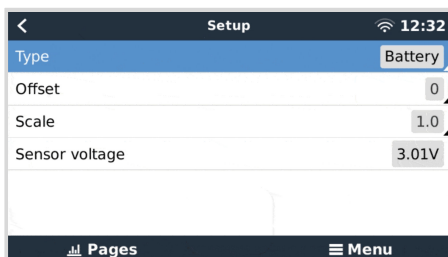 Setup 12:32
Type Battery
Offset 0
Scale 1.0
Sensor voltage 3.01V
Pages Menu